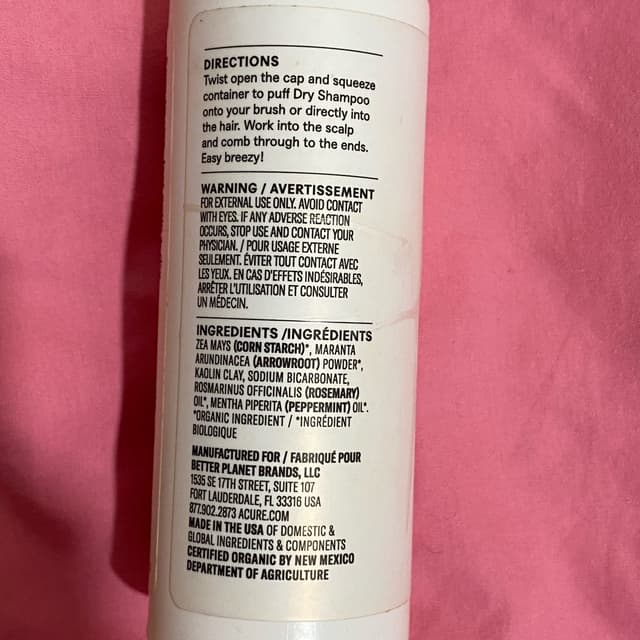 DIRECTIONS
Twist open the cap and squeeze
container to puff Dry Shampoo
onto your brush or directly into
the hair. Work into the scalp
and comb through to the ends.
Easy breezy!
WARNING / AVERTISSEMENT
FOR EXTERNAL USE ONLY. AVOID CONTACT
WITH EYES. IF ANY ADVERSE REACTION
OCCURS, STOP USE AND CONTACT YOUR
PHYSICIAN. / POUR USAGE EXTERNE
SEULEMENT. ÉVITER TOUT CONTACT AVEC
LES YEUX. EN CAS D'EFFETS INDÉSIRABLES,
ARRÊTER L'UTILISATION ET CONSULTER
UN MÉDECIN.
INGREDIENTS /INGRÉDIENTS
ZEA MAYS (CORN STARCH)*, MARANTA
ARUNDINACEA (ARROWROOT) POWDER*,
KAOLIN CLAY, SODIUM BICARBONATE,
ROSMARINUS OFFICINALIS (ROSEMARY)
OIL*, MENTHA PIPERITA (PEPPERMINT) OIL*.
*ORGANIC INGREDIENT / *INGRÉDIENT
BIOLOGIQUE
MANUFACTURED FOR / FABRIQUÉ POUR
BETTER PLANET BRANDS, LLC
1535 SE 17TH STREET, SUITE 107
FORT LAUDERDALE, FL 33316 USA
877.902.2873 ACURE.COM
MADE IN THE USA OF DOMESTIC &
GLOBAL INGREDIENTS & COMPONENTS
CERTIFIED ORGANIC BY NEW MEXICO
DEPARTMENT OF AGRICULTURE